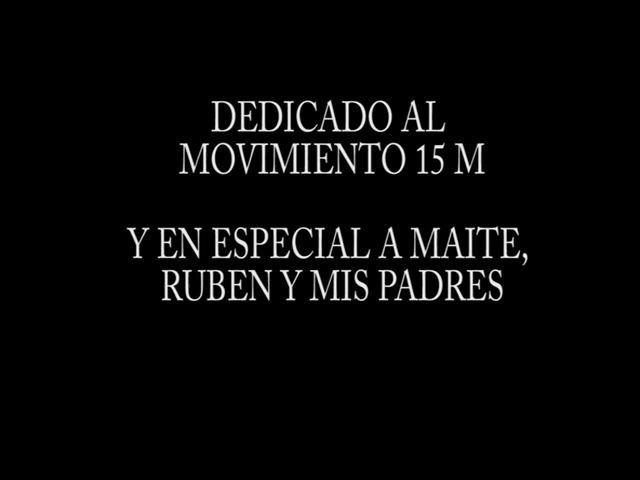 DEDICADO AL
MOVIMIENTO 15 M
Y EN ESPECIAL A MAITE,
RUBEN Y MIS PADRES